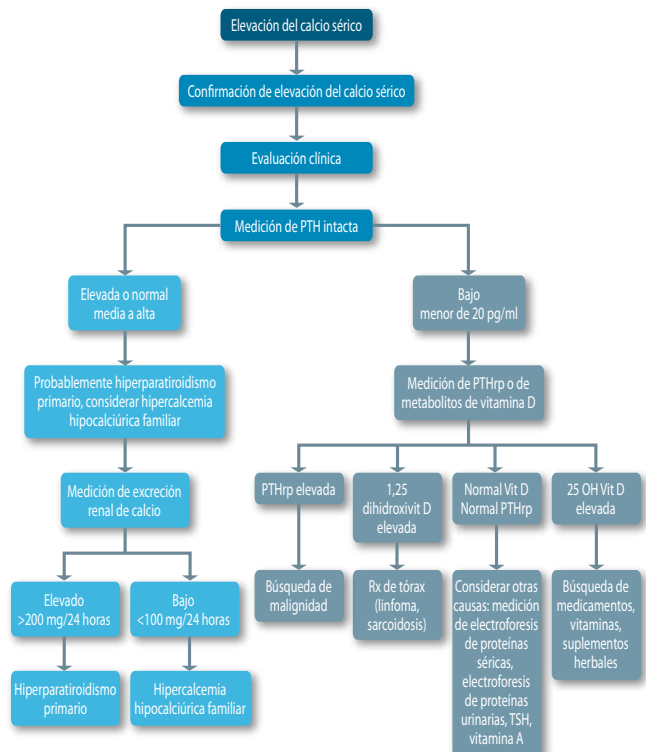 Elevación del calcio sérico
Confirmación de elevación del calcio sérico
Evaluación clínica
Medición de PTH intacta
Elevada o normal
media a alta
Probablemente hiperparatiroidismo
primario, considerar hipercalcemia
hipocalciúrica familiar
Medición de excreción
renal de calcio
Elevado
>200 mg/24 horas
Bajo
<100 mg/24 horas
Hiperparatiroidismo
primario
Hipercalcemia
hipocalciúrica familiar
Bajo
menor de 20 pg/ml
Medición de PTHrp o de
metabolitos de vitamina D
PTHrp elevada
1,25
dihidroxivit D
elevada
Normal Vit D
Normal PTHrp
25 OH Vit D
elevada
Búsqueda de
malignidad
Rx de tórax
(linfoma,
sarcoidosis)
Considerar otras
causas: medición
de electroforesis
de proteínas
séricas,
electroforesis
de proteínas
urinarias, TSH,
vitamina A
Búsqueda de
medicamentos,
vitaminas,
suplementos
herbales